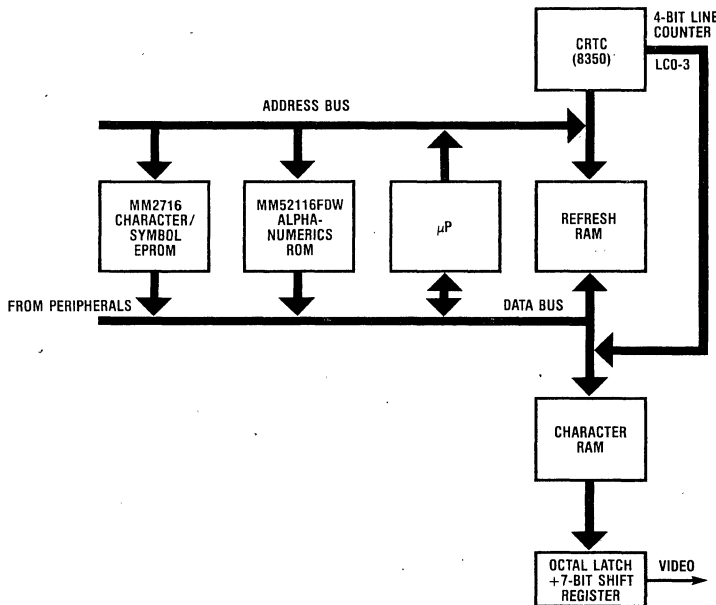 4-BIT LINE
COUNTER
LC0-3
CRTC
(8350)
ADDRESS BUS
MM2716
CHARACTER/
SYMBOL
EPROM
MM52116FDW
ALPHA-
NUMERICS
ROM
μP
REFRESH
RAM
FROM PERIPHERALS
DATA BUS
CHARACTER
RAM
OCTAL LATCH
+7-BIT SHIFT
REGISTER
VIDEO